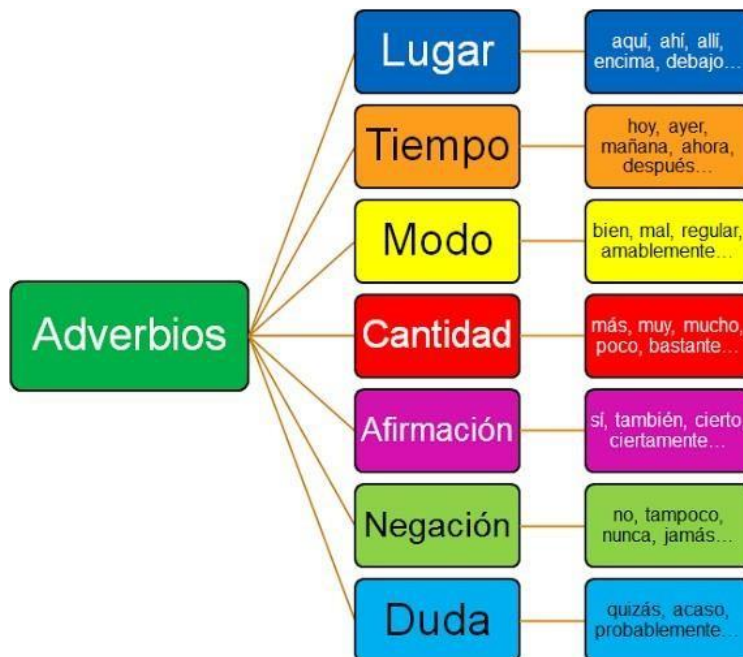 Adverbios
Lugar
aquí, ahí, allí,
encima, debajo...
Tiempo
hoy, ayer,
mañana, ahora,
después...
Modo
bien, mal, regular,
amablemente...
Cantidad
más, muy, mucho,
poco, bastante...
Afirmación
sí, también, cierto
ciertamente...
Negación
no, tampoco,
nunca, jamás...
Duda
quizás, acaso,
probablemente...